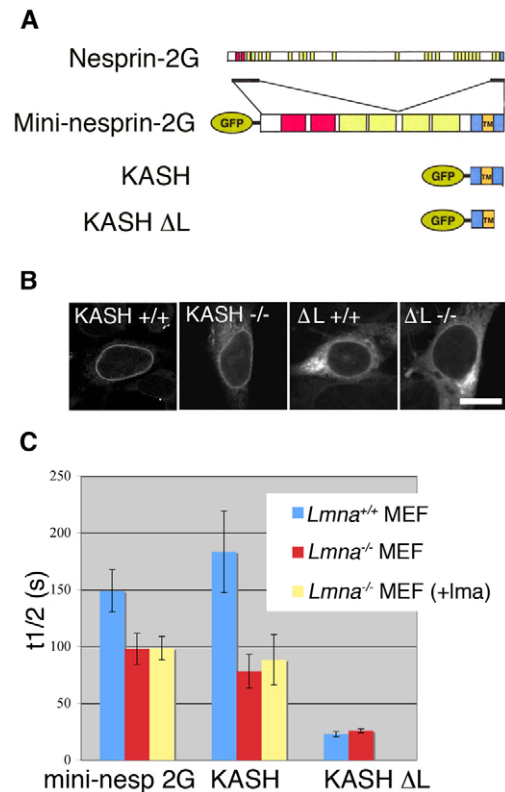 A
Nesprin-2G
Mini-nesprin-2G
GFP
TM
KASH
GFP
TM
KASH ΔL
GFP
TM
B
KASH +/+
KASH -/-
ΔL +/+
ΔL -/-
C
250
200
150
100
50
0
t1/2 (s)
Lmna+/+ MEF
Lmna-/- MEF
Lmna-/- MEF (+lma)
mini-nesp 2G
KASH
KASH ΔL